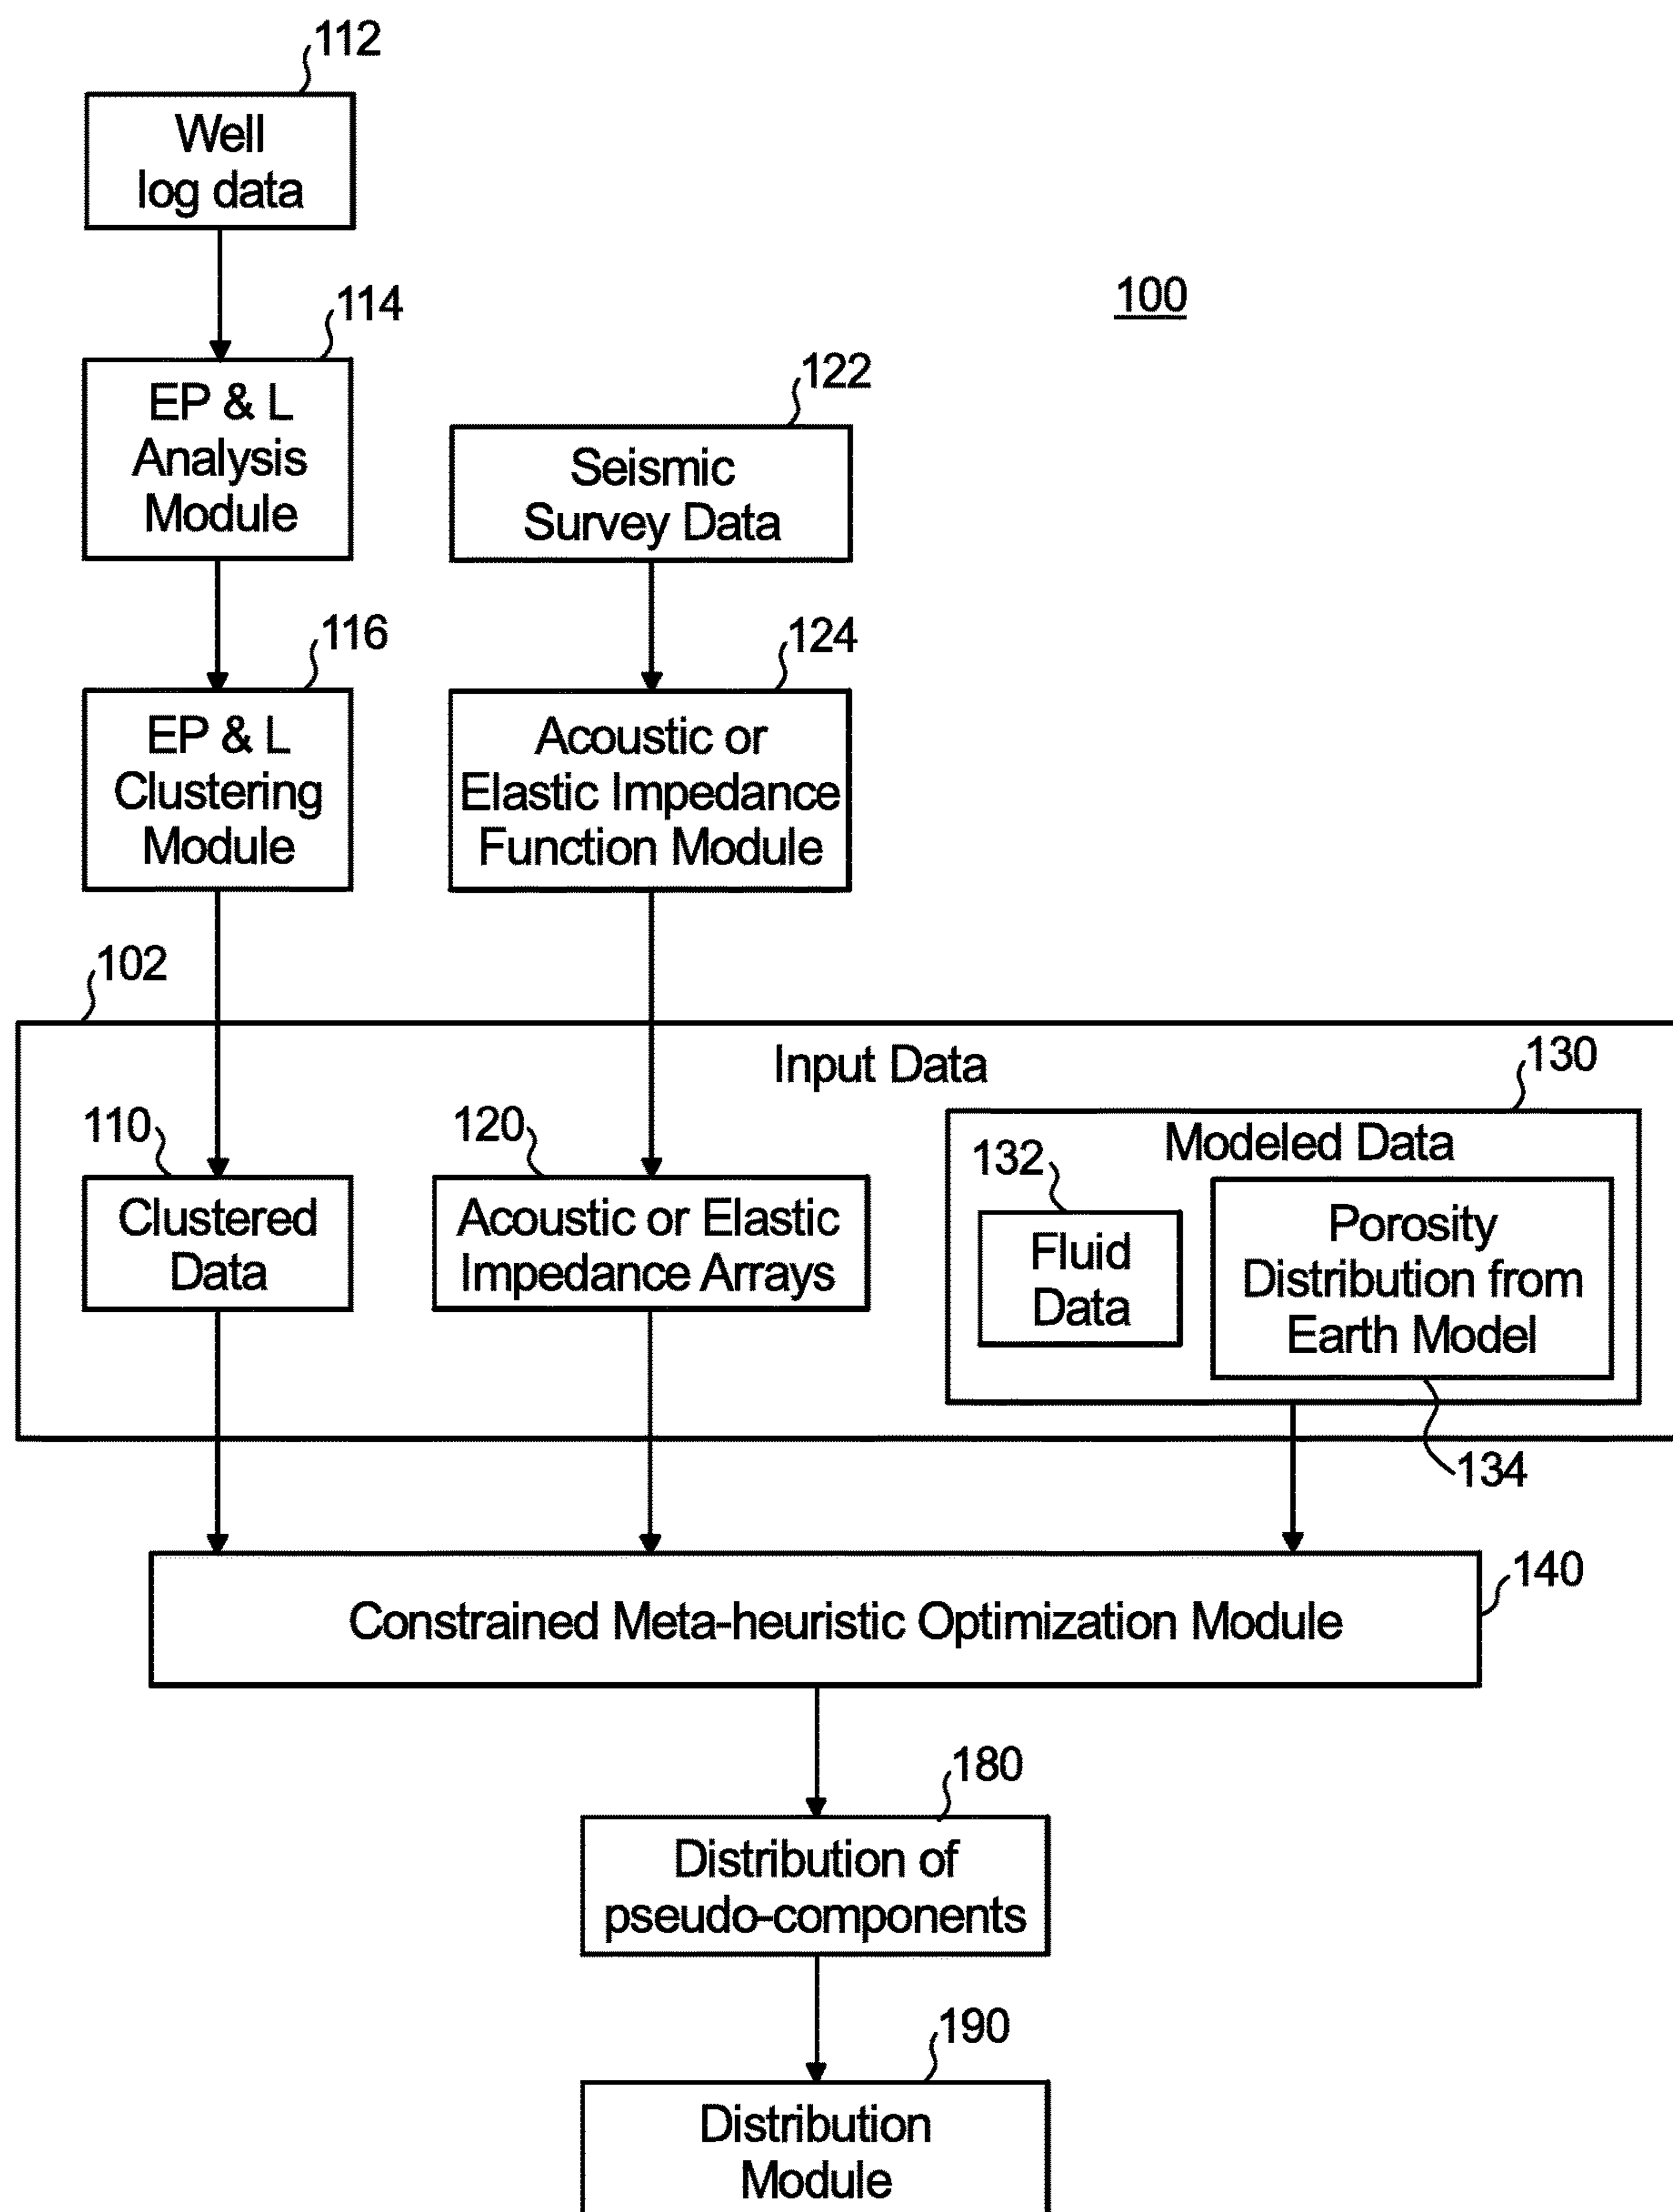 112
Well
log data
100
114
EP & L
Analysis
Module
122
Seismic
Survey Data
116
EP & L
Clustering
Module
124
Acoustic or
Elastic Impedance
Function Module
102
Input Data
110
Clustered
Data
120
Acoustic or Elastic
Impedance Arrays
130
Modeled Data
132
Fluid
Data
Porosity
Distribution from
Earth Model
134
140
Constrained Meta-heuristic Optimization Module
180
Distribution of
pseudo-components
190
Distribution
Module